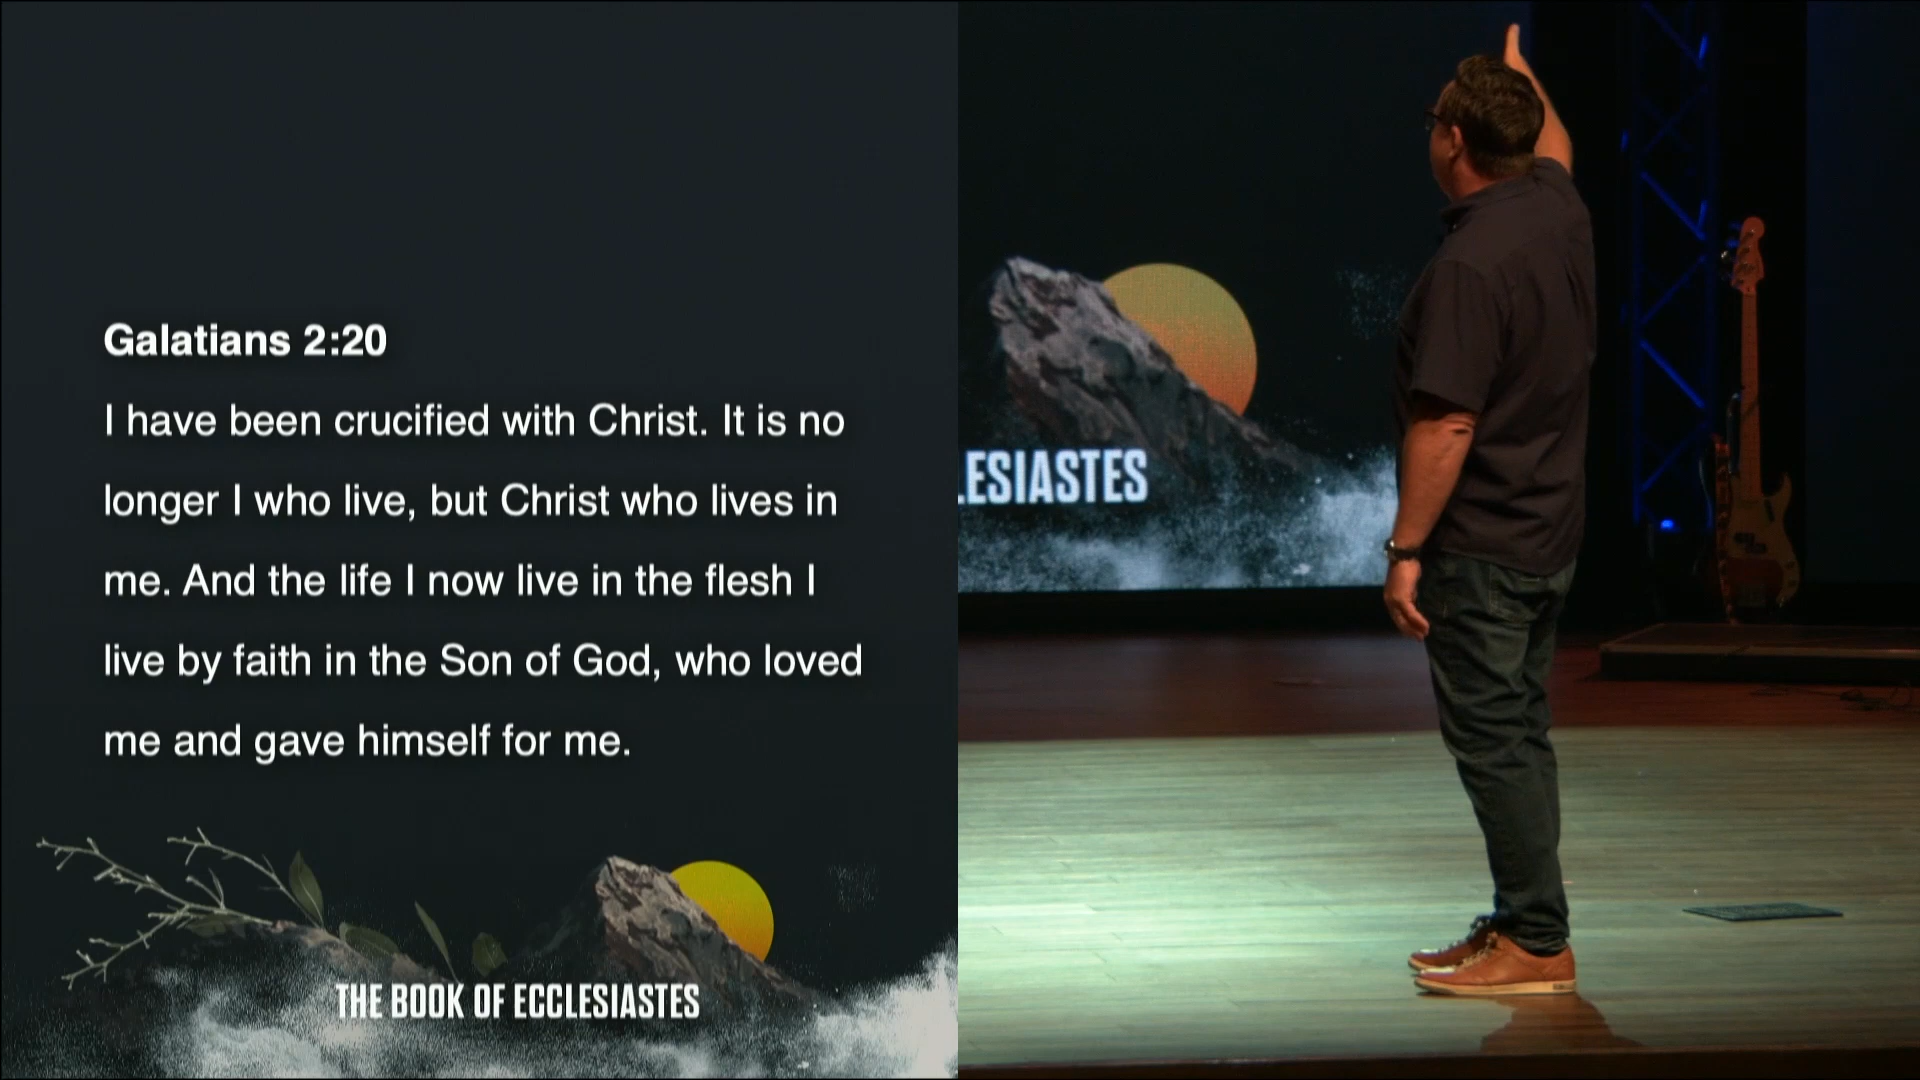 Galatians 2:20
I have been crucified with Christ. It is no
longer I who live, but Christ who lives in
me. And the life I now live in the flesh I
live by faith in the Son of God, who loved
me and gave himself for me.
THE BOOK OF ECCLESIASTES
LESIASTES